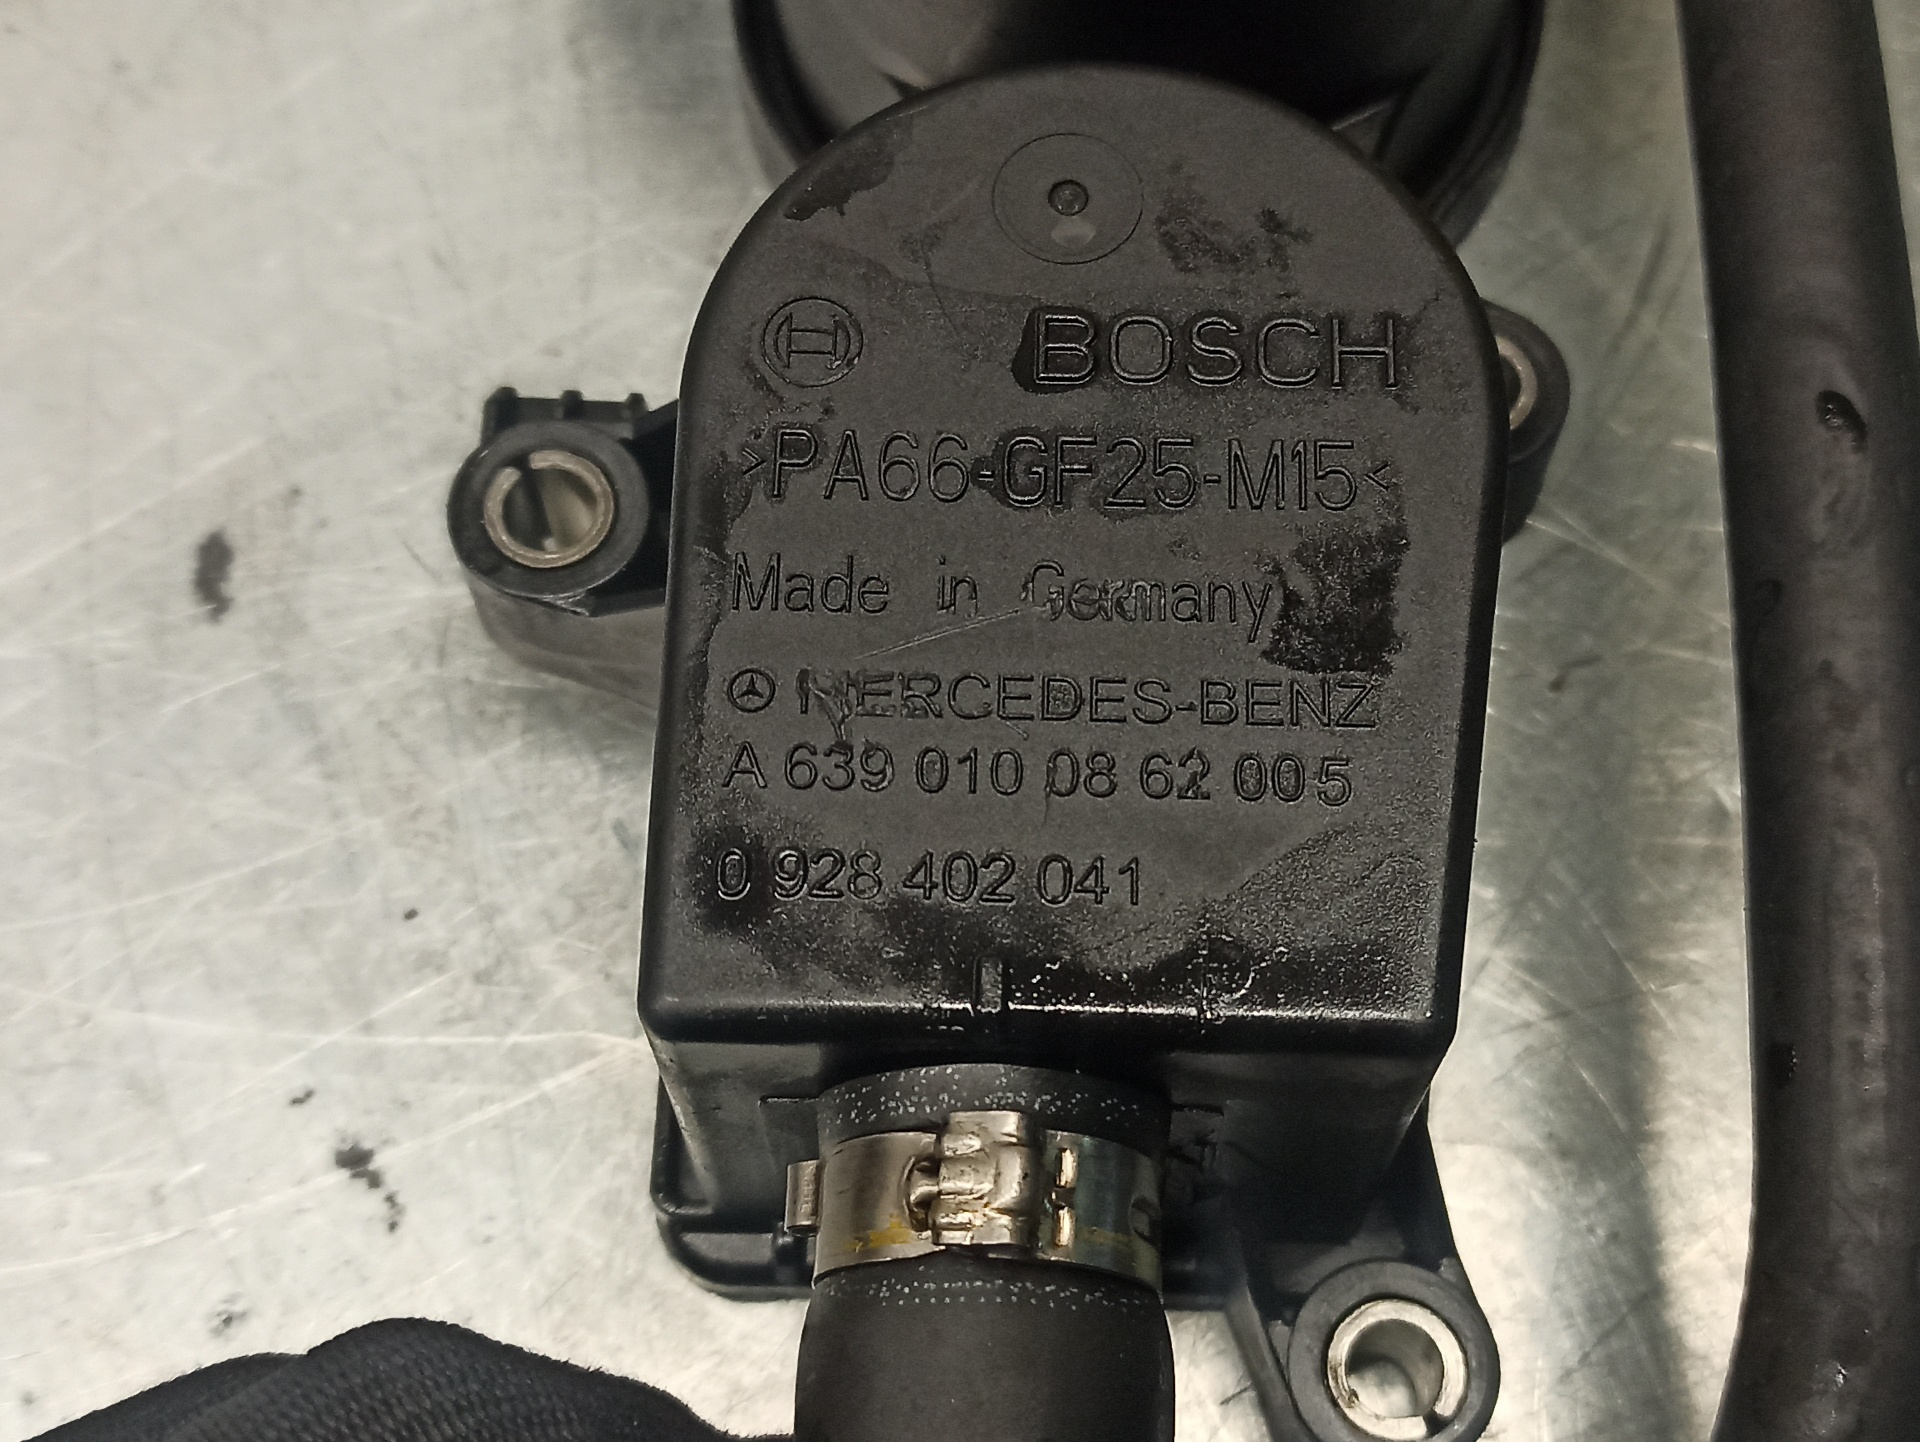 BOSCH
>PA66-GF25-M15<
Made in Germany
MERCEDES-BENZ
A 639 010 08 62 005
0 928 402 041